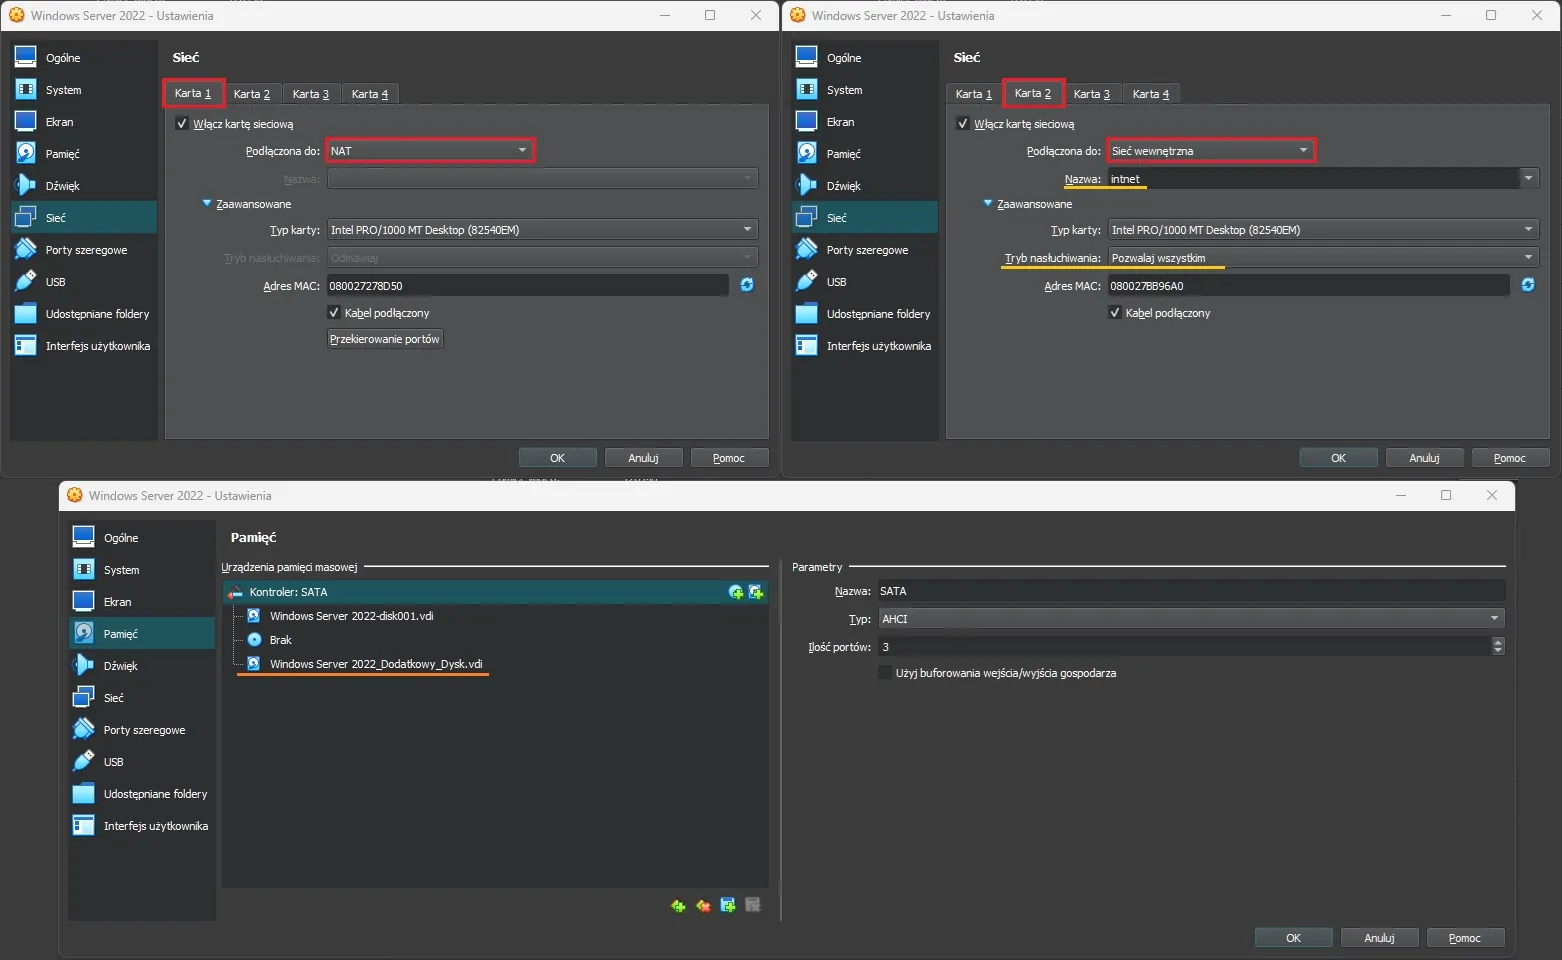 Windows Server 2022 - Ustawienia
Ogólne
System
Ekran
Pamięć
Dźwięk
Sieć
Porty szeregowe
USB
Udostępniane foldery
Interfejs użytkownika
Sieć
Karta 1 Karta 2 Karta 3 Karta 4
Włącz kartę sieciową
Podłączona do: NAT
Nazwa:
Zaawansowane
Typ karty: Intel PRO/1000 MT Desktop (82540EM)
Tryb nasłuchiwania: Odmawiaj
Adres MAC: 080027278D50
Kabel podłączony
Przekierowanie portów
OK Anuluj Pomoc
Windows Server 2022 - Ustawienia
Ogólne
System
Ekran
Pamięć
Dźwięk
Sieć
Porty szeregowe
USB
Udostępniane foldery
Interfejs użytkownika
Sieć
Karta 1 Karta 2 Karta 3 Karta 4
Włącz kartę sieciową
Podłączona do: Sieć wewnętrzna
Nazwa: intnet
Zaawansowane
Typ karty: Intel PRO/1000 MT Desktop (82540EM)
Tryb nasłuchiwania: Pozwalaj wszystkim
Adres MAC: 080027BB96A0
Kabel podłączony
OK Anuluj Pomoc
Windows Server 2022 - Ustawienia
Ogólne
System
Ekran
Pamięć
Dźwięk
Sieć
Porty szeregowe
USB
Udostępniane foldery
Interfejs użytkownika
Pamięć
Urządzenia pamięci masowej
Kontroler: SATA
Windows Server 2022-disk001.vdi
Brak
Windows Server 2022_Dodatkowy_Dysk.vdi
Parametry
Nazwa: SATA
Typ: AHCI
Ilość portów: 3
Użyj buforowania wejścia/wyjścia gospodarza
OK Anuluj Pomoc